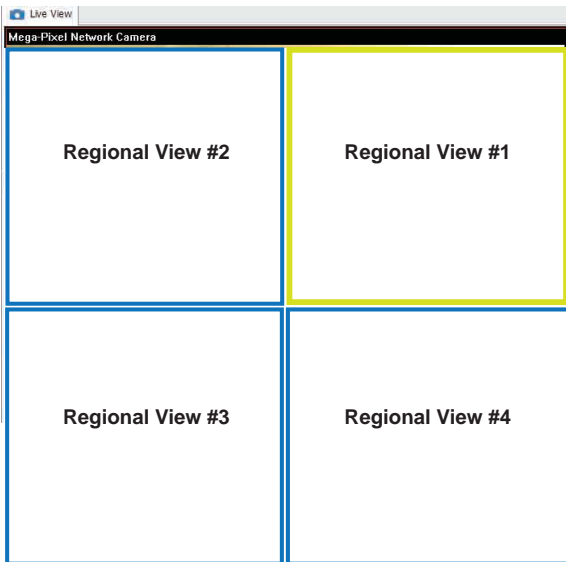 Live View
Mega-Pixel Network Camera
Regional View #2
Regional View #1
Regional View #3
Regional View #4